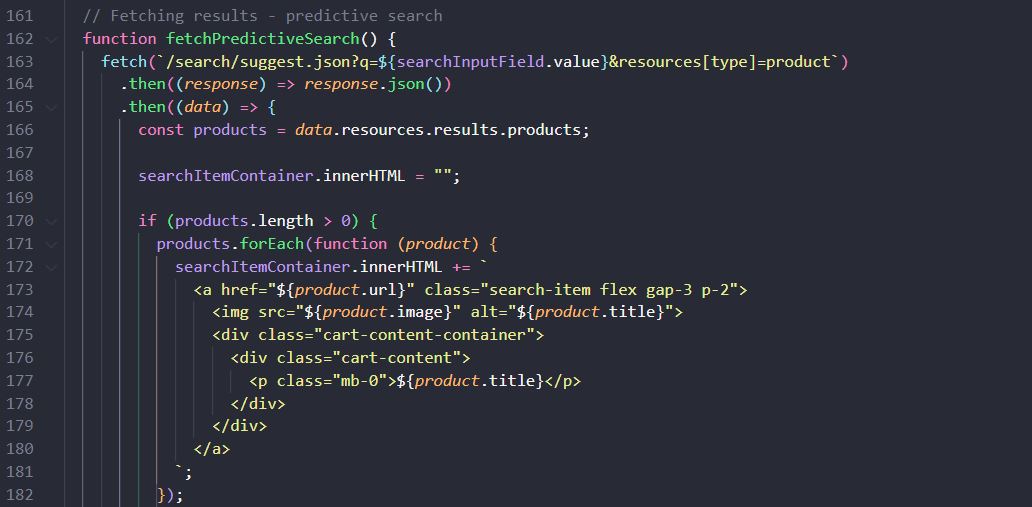 161 // Fetching results - predictive search
162 function fetchPredictiveSearch() {
163 fetch(`/search/suggest.json?q=${searchInputField.value}&resources[type]=product`)
164 .then((response) => response.json())
165 .then((data) => {
166 const products = data.resources.results.products;
167
168 searchItemContainer.innerHTML = "";
169
170 if (products.length > 0) {
171 products.forEach(function (product) {
172 searchItemContainer.innerHTML += `
173 <a href="${product.url}" class="search-item flex gap-3 p-2">
174 <img src="${product.image}" alt="${product.title}">
175 <div class="cart-content-container">
176 <div class="cart-content">
177 <p class="mb-0">${product.title}</p>
178 </div>
179 </div>
180 </a>
181 `;
182 });